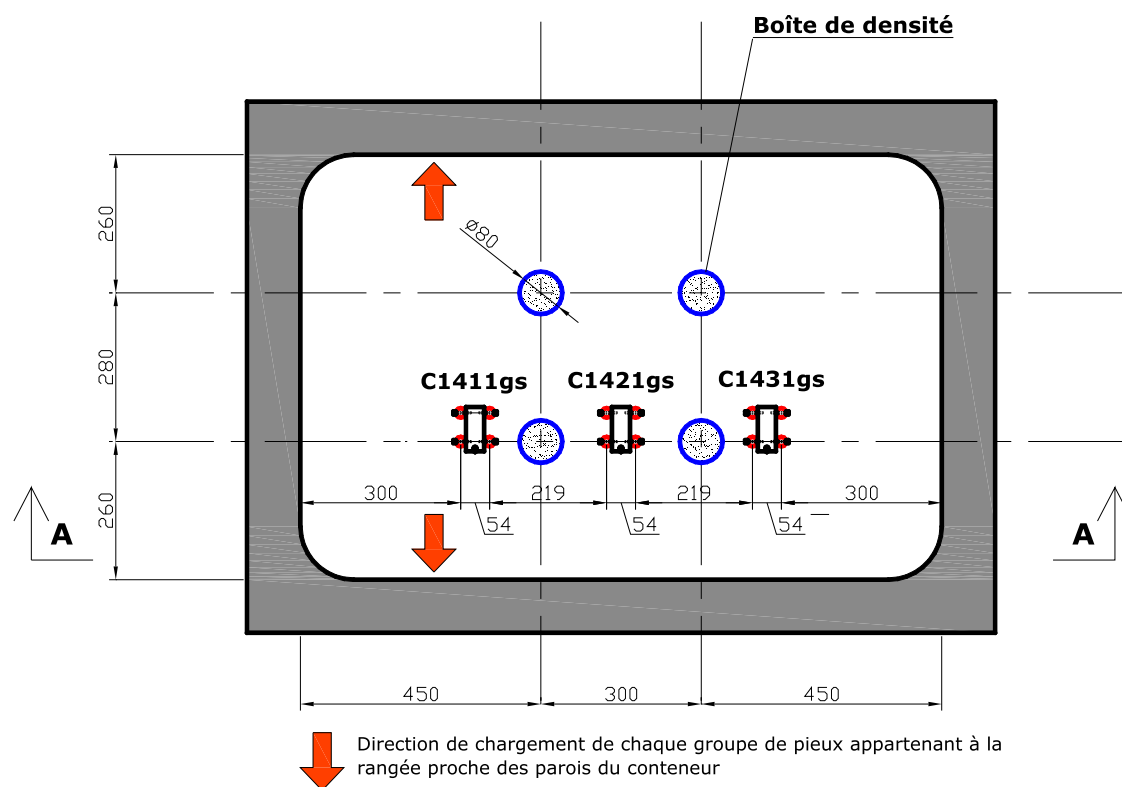 Boîte de densité
260
ø80
280
C1411gs
C1421gs
C1431gs
260
300
219
219
300
54
54
54
A
A
450
300
450
Direction de chargement de chaque groupe de pieux appartenant à la
rangée proche des parois du conteneur